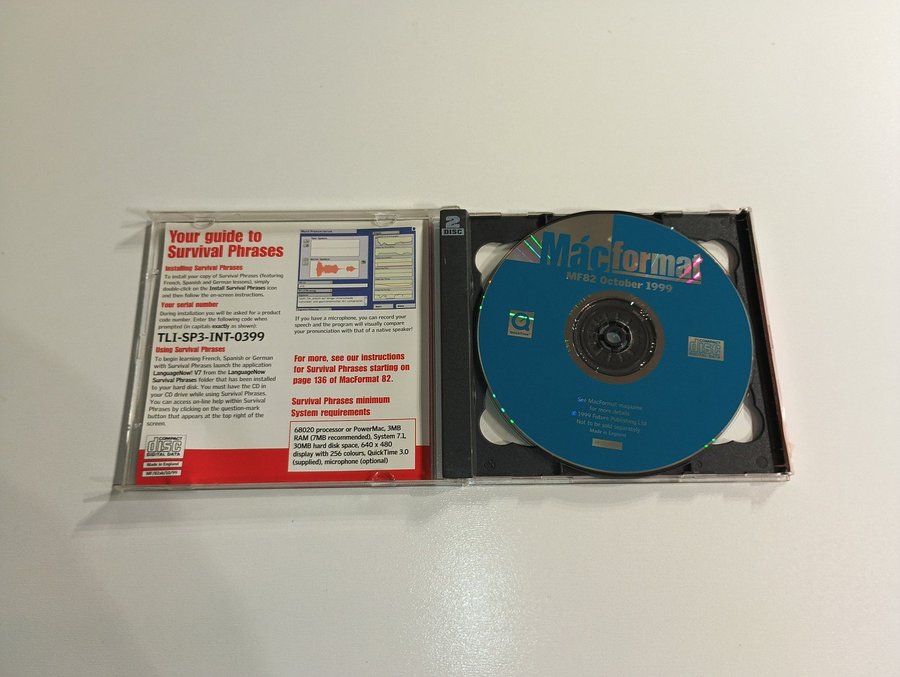 Your guide to
Survival Phrases
Installing Survival Phrases
To install your copy of Survival Phrases (featuring
French, Spanish and German lessons), simply
double-click on the Install Survival Phrases icon
and then follow the on-screen instructions.
Your serial number
During installation you will be asked for a product
code number. Enter the following code when
prompted (in capitals exactly as shown):
TLI-SP3-INT-0399
Using Survival Phrases
To begin learning French, Spanish or German
with Survival Phrases launch the application
LanguageNow! V7 from the LanguageNow
Survival Phrases folder that has been installed
to your hard disk. You must have the CD in
your CD drive while using Survival Phrases.
You can access on-line help within Survival
Phrases by clicking on the question-mark
button that appears at the top right of the
screen.
COMPACT
disc
DIGITAL DATA
Made in England
If you have a microphone, you can record your
speech and the program will visually compare
your pronunciation with that of a native speaker!
For more, see our instructions
for Survival Phrases starting on
page 136 of MacFormat 82.
Survival Phrases minimum
System requirements
68020 processor or PowerMac, 3MB
RAM (7MB recommended), System 7.1,
30MB hard disk space, 640 x 480
display with 256 colours, QuickTime 3.0
(supplied), microphone (optional)
2
DISC
Macformat
MF82 October 1999
COMPACT
disc
DIGITAL DATA
See MacFormat magazine
for more details
© 1999 Future Publishing Ltd
Not to be sold separately
Made in England